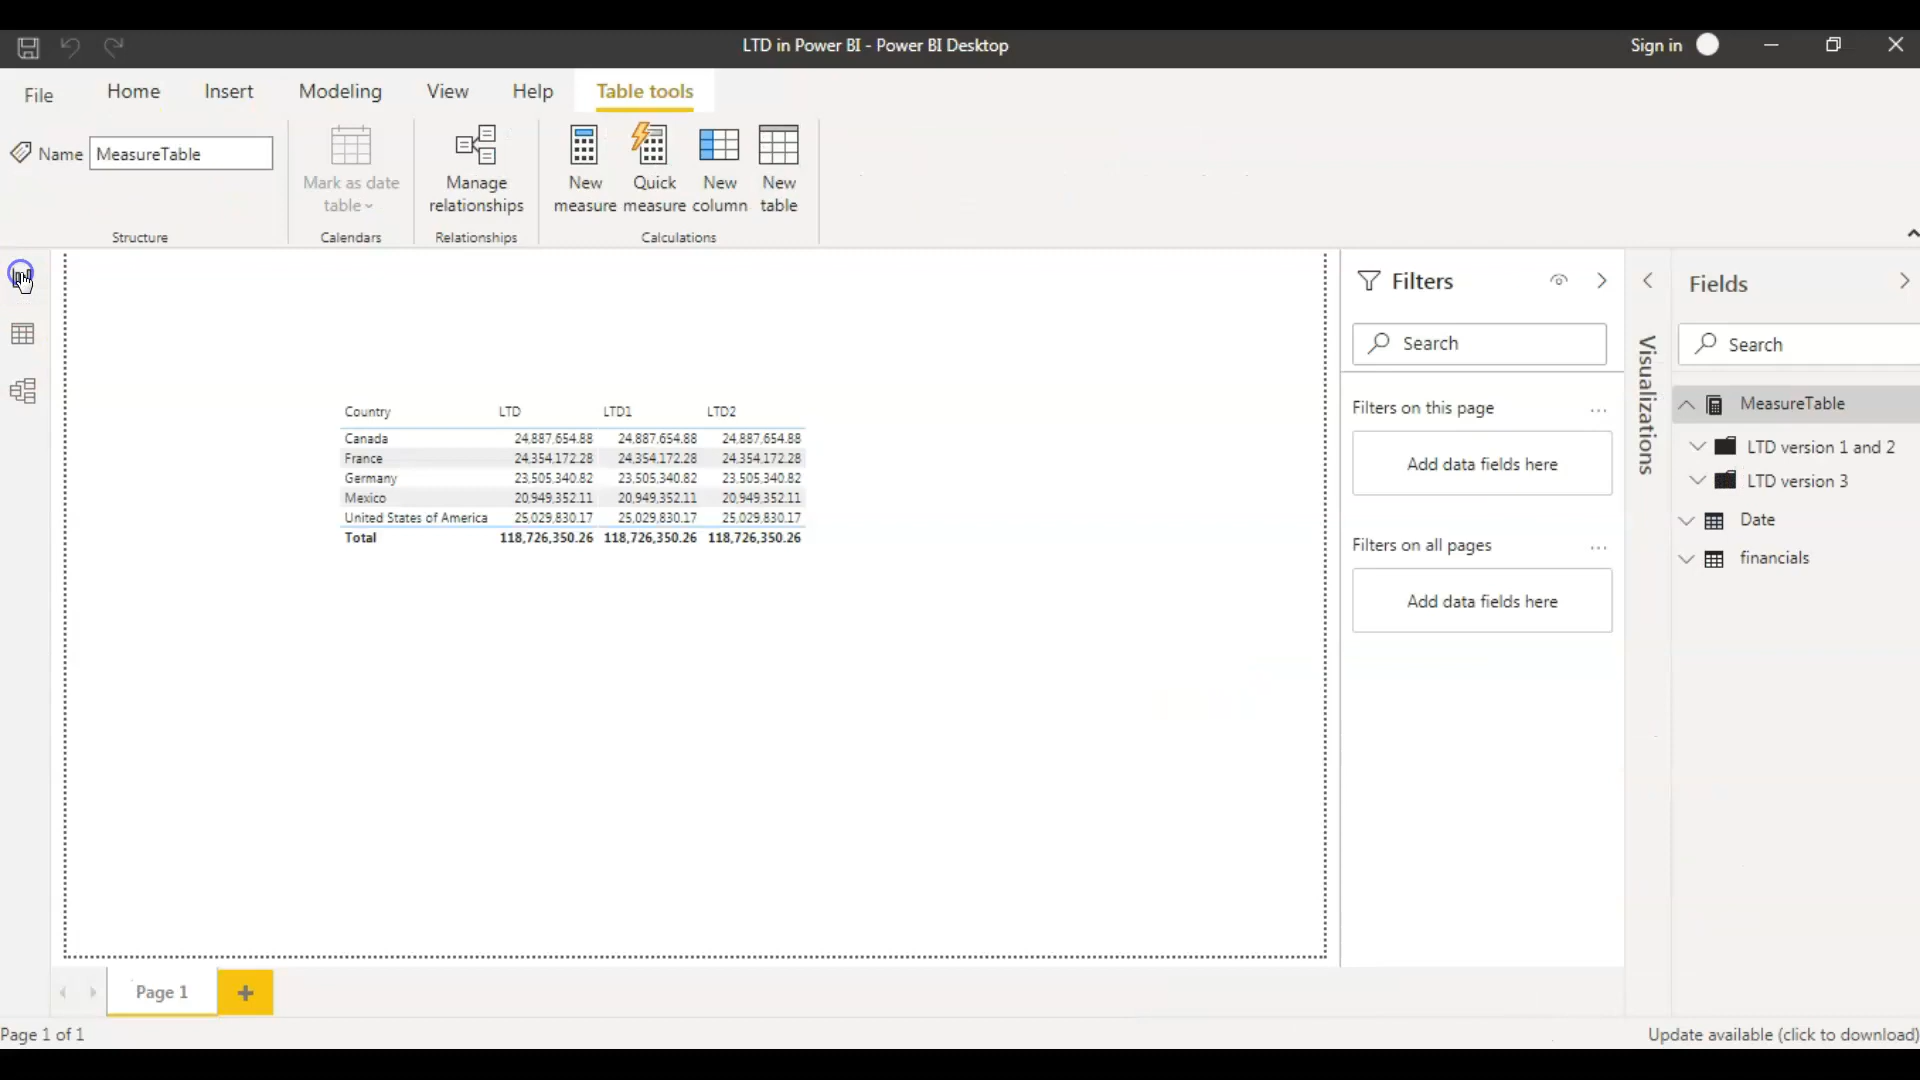 LTD in Power BI - Power BI Desktop
Sign in
File Home Insert Modeling View Help Table tools
Name MeasureTable
Mark as date table
Manage relationships
New measure
Quick measure
New column
New table
Structure
Calendars
Relationships
Calculations
Filters
Search
Filters on this page
...
Add data fields here
Filters on all pages
...
Add data fields here
Visualizations
Fields
Search
MeasureTable
LTD version 1 and 2
LTD version 3
Date
financials
Country LTD LTD1 LTD2
Canada 24,887,654.88 24,887,654.88 24,887,654.88
France 24,354,172.28 24,354,172.28 24,354,172.28
Germany 23,505,340.82 23,505,340.82 23,505,340.82
Mexico 20,949,352.11 20,949,352.11 20,949,352.11
United States of America 25,029,830.17 25,029,830.17 25,029,830.17
Total 118,726,350.26 118,726,350.26 118,726,350.26
Page 1
Page 1 of 1
Update available (click to download)